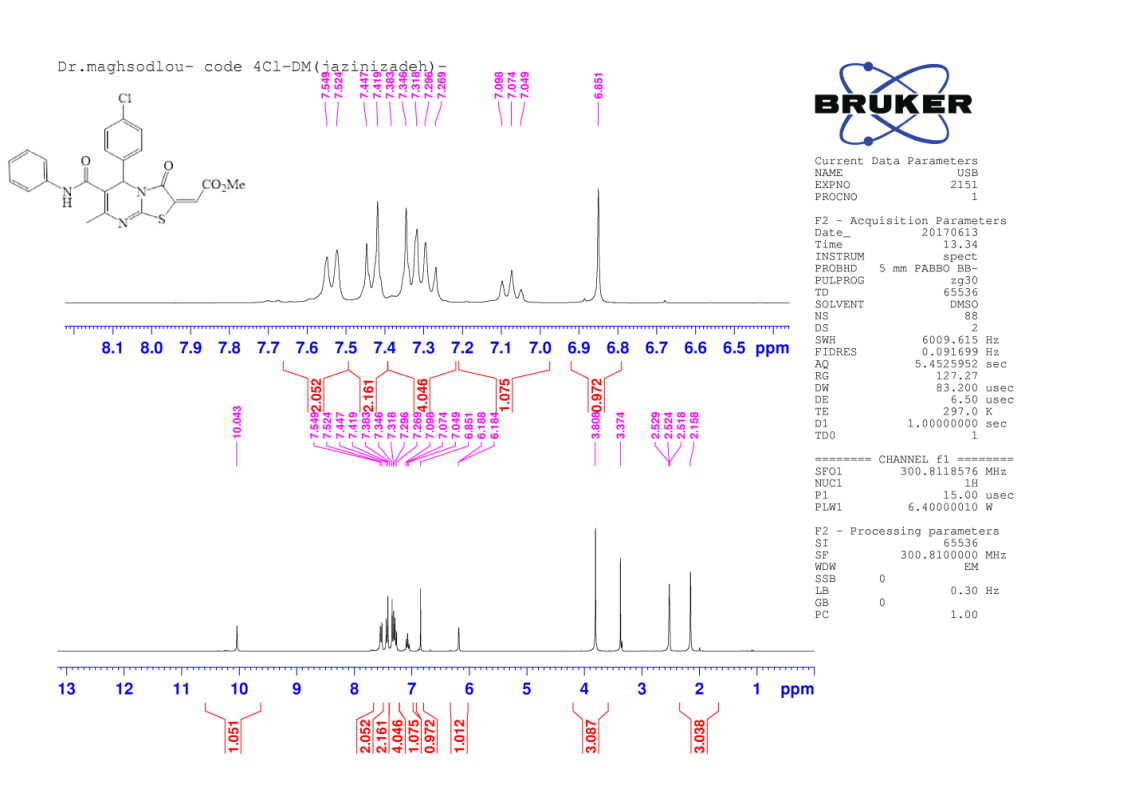 Dr.maghsodlou- code 4Cl-DM(jazinizadeh)-
7.549
7.524
7.447
7.419
7.383
7.346
7.318
7.296
7.269
7.098
7.074
7.049
6.851
Cl
O
O
N
H
N
CO2Me
N
S
8.1 8.0 7.9 7.8 7.7 7.6 7.5 7.4 7.3 7.2 7.1 7.0 6.9 6.8 6.7 6.6 6.5 ppm
2.052
2.161
4.046
1.075
0.972
10.043
7.549
7.524
7.447
7.419
7.383
7.346
7.318
7.296
7.269
7.098
7.074
7.049
6.851
6.188
6.184
3.808
3.374
2.529
2.524
2.518
2.158
13 12 11 10 9 8 7 6 5 4 3 2 1 ppm
1.051
2.052
2.161
4.046
1.075
0.972
1.012
3.087
3.038
BRUKER
Current Data Parameters
NAME USB
EXPNO 2151
PROCNO 1
F2 - Acquisition Parameters
Date_ 20170613
Time 13.34
INSTRUM spect
PROBHD 5 mm PABBO BB-
PULPROG zg30
TD 65536
SOLVENT DMSO
NS 88
DS 2
SWH 6009.615 Hz
FIDRES 0.091699 Hz
AQ 5.4525952 sec
RG 127.27
DW 83.200 usec
DE 6.50 usec
TE 297.0 K
D1 1.00000000 sec
TD0 1
======== CHANNEL f1 ========
SFO1 300.8118576 MHz
NUC1 1H
P1 15.00 usec
PLW1 6.40000010 W
F2 - Processing parameters
SI 65536
SF 300.8100000 MHz
WDW EM
SSB 0
LB 0.30 Hz
GB 0
PC 1.00